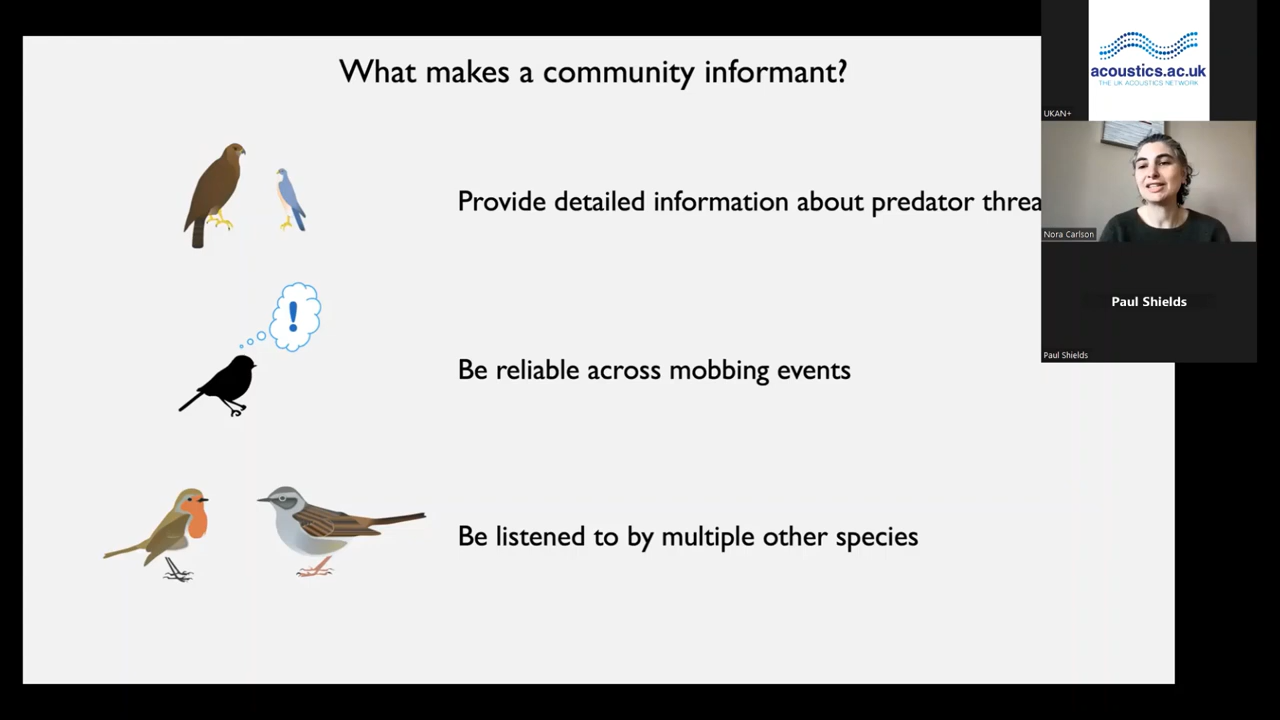 What makes a community informant?
acoustics.ac.uk
THE UK ACOUSTICS NETWORK
UKAN+
Provide detailed information about predator threa
Nora Carlson
Paul Shields
Paul Shields
!
Be reliable across mobbing events
Be listened to by multiple other species